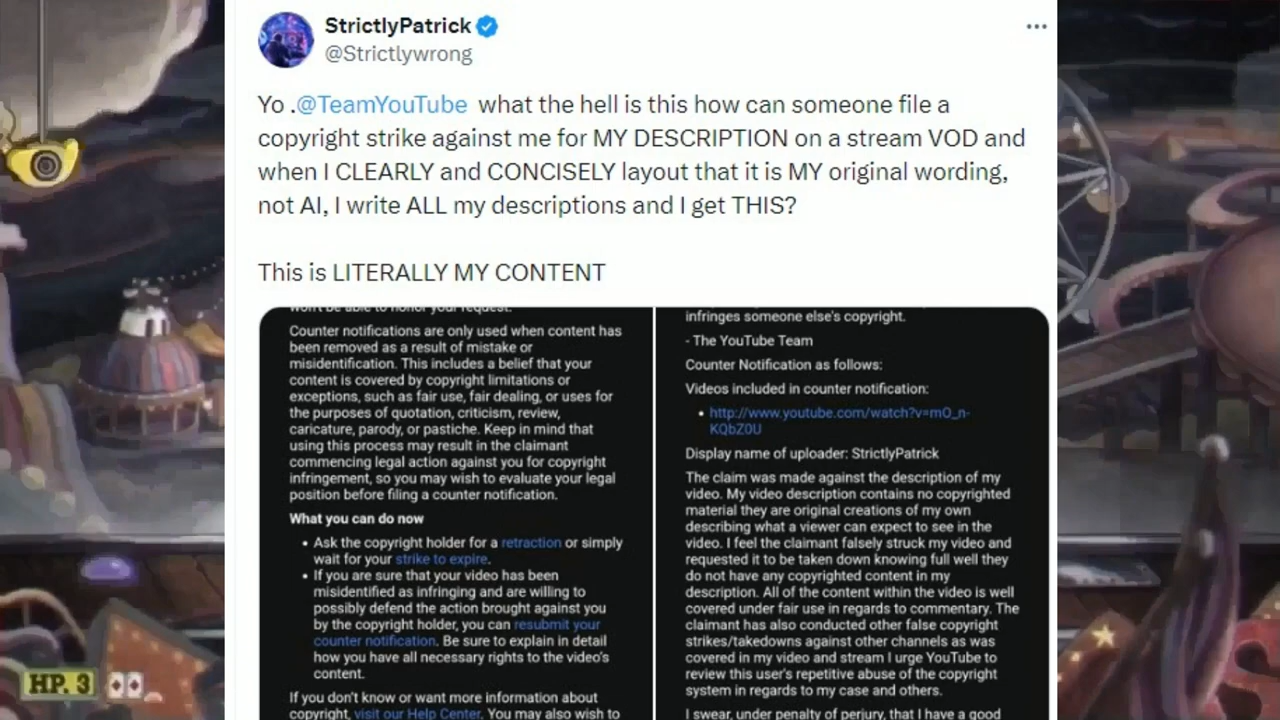 StrictlyPatrick
@Strictlywrong
Yo .@TeamYouTube what the hell is this how can someone file a
copyright strike against me for MY DESCRIPTION on a stream VOD and
when I CLEARLY and CONCISELY layout that it is MY original wording,
not AI, I write ALL my descriptions and I get THIS?
This is LITERALLY MY CONTENT
won't be able to honor your request.
Counter notifications are only used when content has
been removed as a result of mistake or
misidentification. This includes a belief that your
content is covered by copyright limitations or
exceptions, such as fair use, fair dealing, or uses for
the purposes of quotation, criticism, review,
caricature, parody, or pastiche. Keep in mind that
using this process may result in the claimant
commencing legal action against you for copyright
infringement, so you may wish to evaluate your legal
position before filing a counter notification.
What you can do now
• Ask the copyright holder for a retraction or simply
wait for your strike to expire.
• If you are sure that your video has been
misidentified as infringing and are willing to
possibly defend the action brought against you
by the copyright holder, you can resubmit your
counter notification. Be sure to explain in detail
how you have all necessary rights to the video's
content.
If you don't know or want more information about
copyright, visit our Help Center. You may also wish to
infringes someone else's copyright.
- The YouTube Team
Counter Notification as follows:
Videos included in counter notification:
• http://www.youtube.com/watch?v=m0_n-
KQbZ0U
Display name of uploader: StrictlyPatrick
The claim was made against the description of my
video. My video description contains no copyrighted
material they are original creations of my own
describing what a viewer can expect to see in the
video. I feel the claimant falsely struck my video and
requested it to be taken down knowing full well they
do not have any copyrighted content in my
description. All of the content within the video is well
covered under fair use in regards to commentary. The
claimant has also conducted other false copyright
strikes/takedowns against other channels as was
covered in my video and stream I urge YouTube to
review this user's repetitive abuse of the copyright
system in regards to my case and others.
I swear, under penalty of perjury, that I have a good
HP. 3